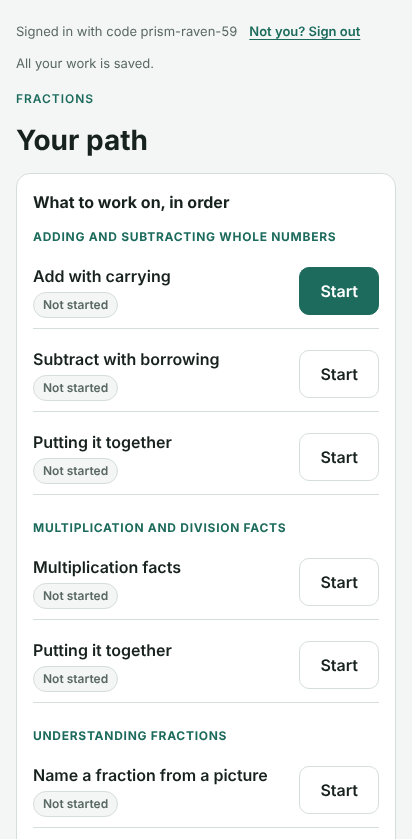 Signed in with code prism-raven-59 Not you? Sign out
All your work is saved.
FRACTIONS
Your path
What to work on, in order
ADDING AND SUBTRACTING WHOLE NUMBERS
Add with carrying
Not started
Start
Subtract with borrowing
Not started
Start
Putting it together
Not started
Start
MULTIPLICATION AND DIVISION FACTS
Multiplication facts
Not started
Start
Putting it together
Not started
Start
UNDERSTANDING FRACTIONS
Name a fraction from a picture
Not started
Start